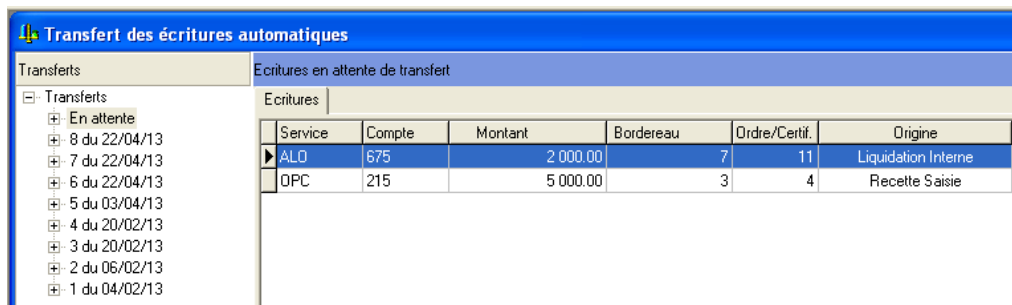 Transfert des écritures automatiques
Transferts
Ecritures en attente de transfert
Transferts
En attente
8 du 22/04/13
7 du 22/04/13
6 du 22/04/13
5 du 03/04/13
4 du 20/02/13
3 du 20/02/13
2 du 06/02/13
1 du 04/02/13
Ecritures
Service Compte Montant Bordereau Ordre/Certif. Origine
ALO 675 2 000.00 7 11 Liquidation Interne
OPC 215 5 000.00 3 4 Recette Saisie